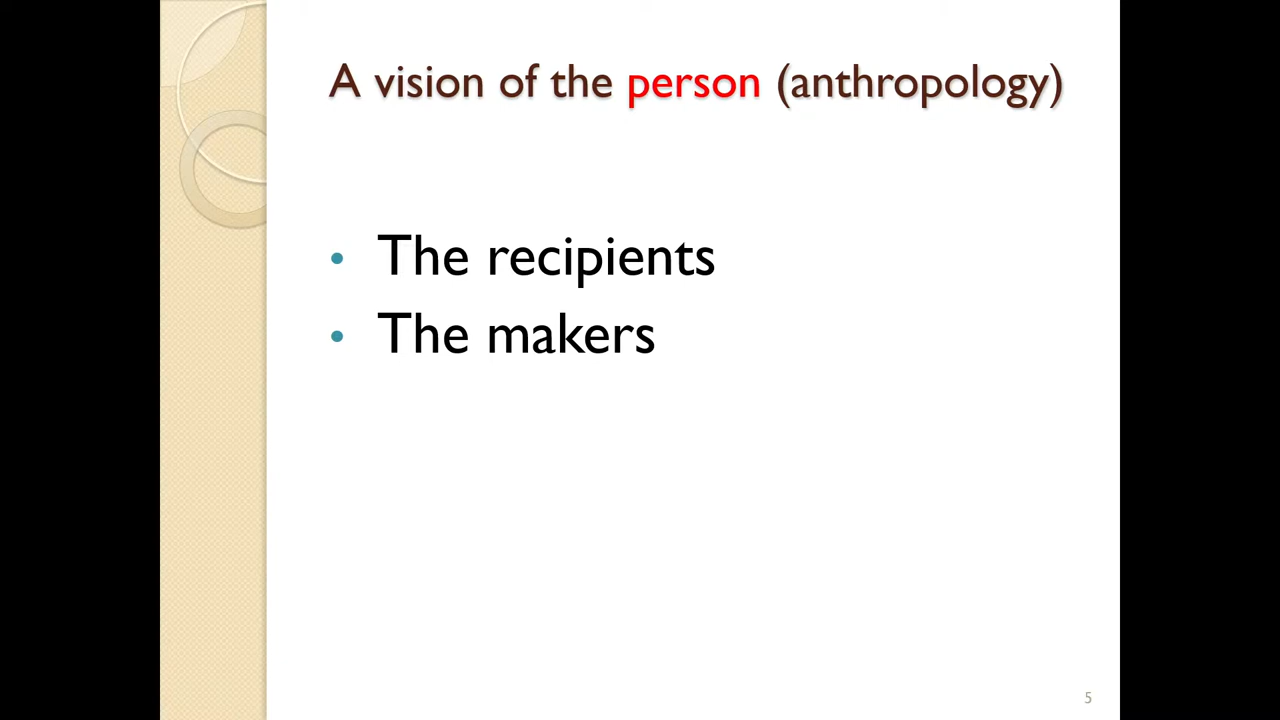 A vision of the person (anthropology)
• The recipients
• The makers
5